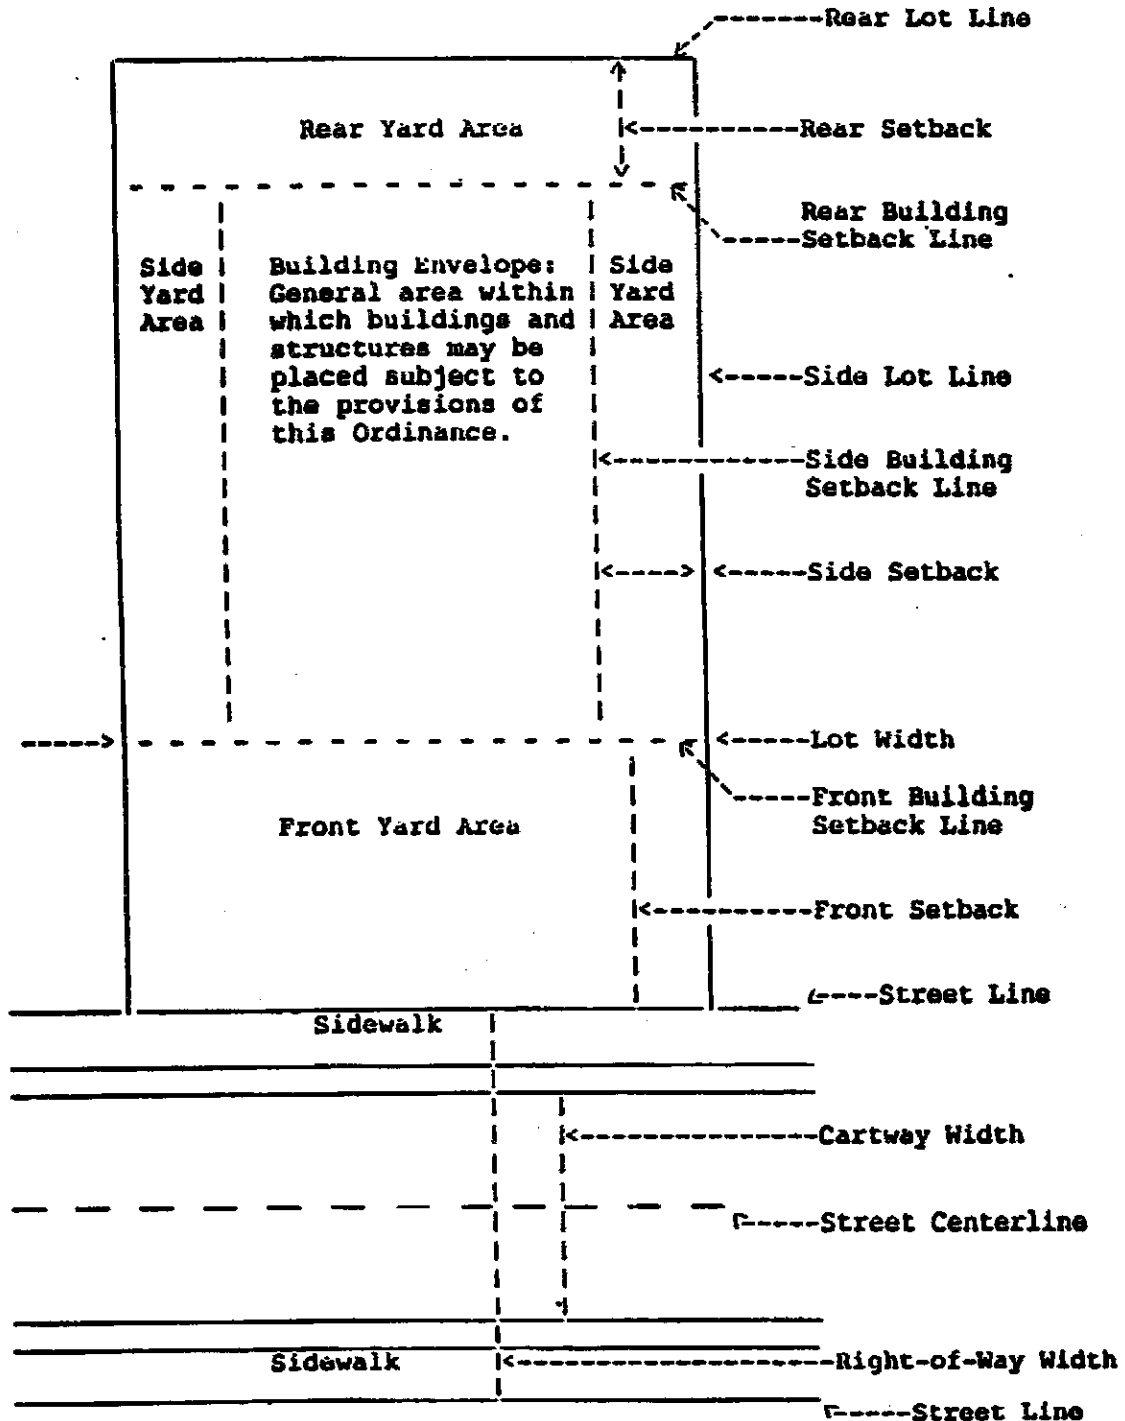 Rear Lot Line
Rear Yard Area
Rear Setback
Rear Building
Setback Line
Side
Yard
Area
Building Envelope:
General area within
which buildings and
structures may be
placed subject to
the provisions of
this Ordinance.
Side
Yard
Area
Side Lot Line
Side Building
Setback Line
Side Setback
Lot Width
Front Building
Setback Line
Front Yard Area
Front Setback
Street Line
Sidewalk
Cartway Width
Street Centerline
Sidewalk
Right-of-Way Width
Street Line